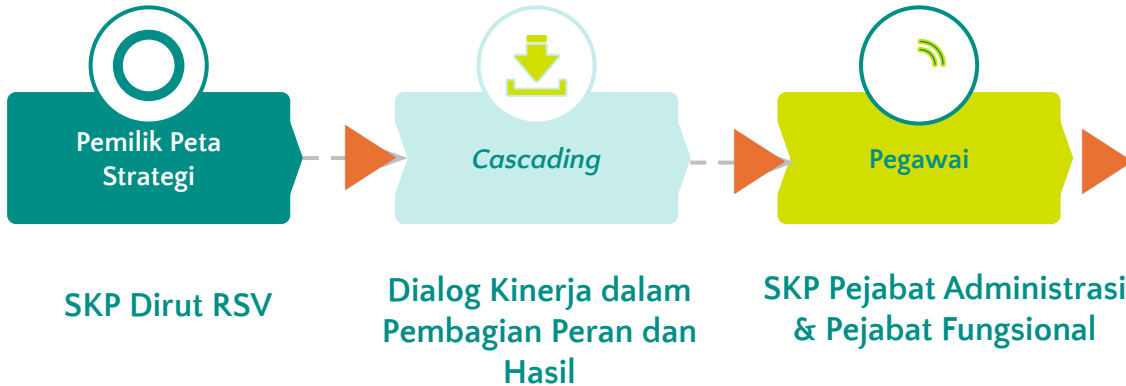 Pemilik Peta
Strategi
Cascading
Pegawai
SKP Dirut RSV
Dialog Kinerja dalam
Pembagian Peran dan
Hasil
SKP Pejabat Administrasi
& Pejabat Fungsional